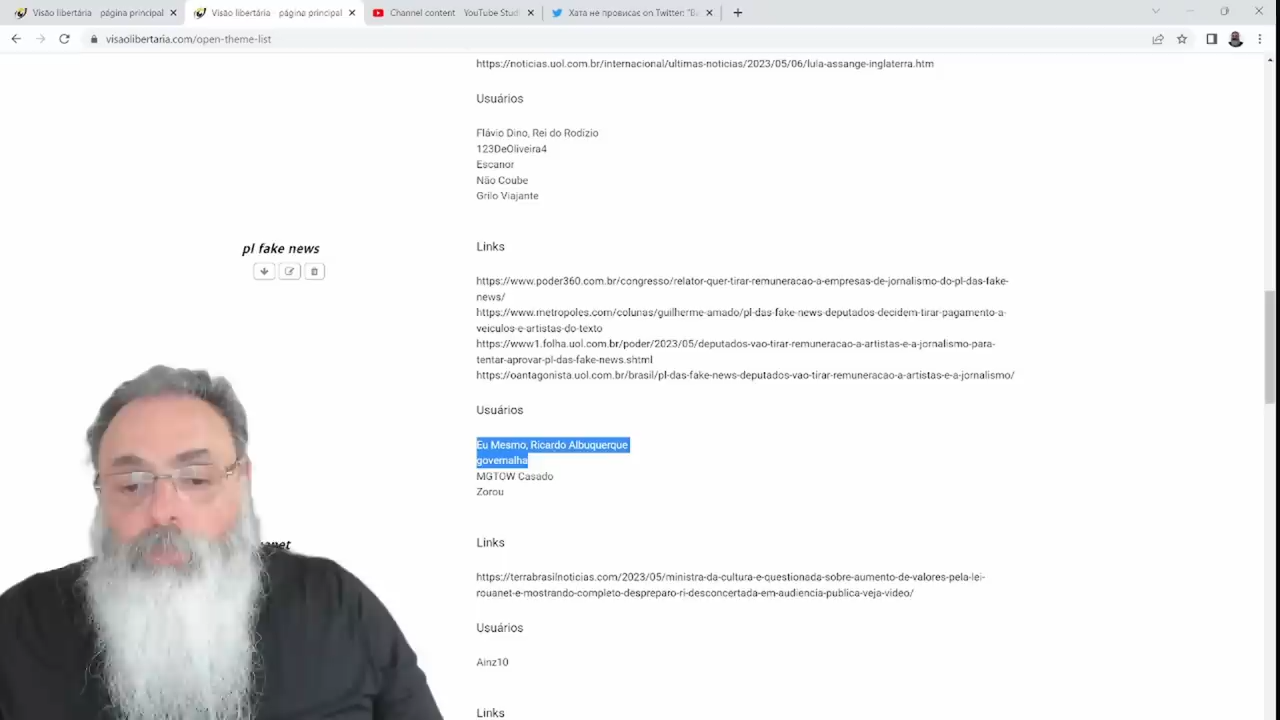 Visão libertária - página principal
Visão libertária - página principal
Channel content - YouTube Studi
Хата не провисає on Twitter: "Ba
visaolibertaria.com/open-theme-list
https://noticias.uol.com.br/internacional/ultimas-noticias/2023/05/06/lula-assange-inglaterra.htm
Usuários
Flávio Dino, Rei do Rodízio
123DeOliveira4
Escanor
Não Coube
Grilo Viajante
pl fake news
Links
https://www.poder360.com.br/congresso/relator-quer-tirar-remuneracao-a-empresas-de-jornalismo-do-pl-das-fake-
news/
https://www.metropoles.com/colunas/guilherme-amado/pl-das-fake-news-deputados-decidem-tirar-pagamento-a-
veiculos-e-artistas-do-texto
https://www1.folha.uol.com.br/poder/2023/05/deputados-vao-tirar-remuneracao-a-artistas-e-a-jornalismo-para-
tentar-aprovar-pl-das-fake-news.shtml
https://oantagonista.uol.com.br/brasil/pl-das-fake-news-deputados-vao-tirar-remuneracao-a-artistas-e-a-jornalismo/
Usuários
Eu Mesmo, Ricardo Albuquerque
governalha
MGTOW Casado
Zorou
Links
https://terrabrasilnoticias.com/2023/05/ministra-da-cultura-e-questionada-sobre-aumento-de-valores-pela-lei-
rouanet-e-mostrando-completo-despreparo-ri-desconcertada-em-audiencia-publica-veja-video/
Usuários
Ainz10
Links